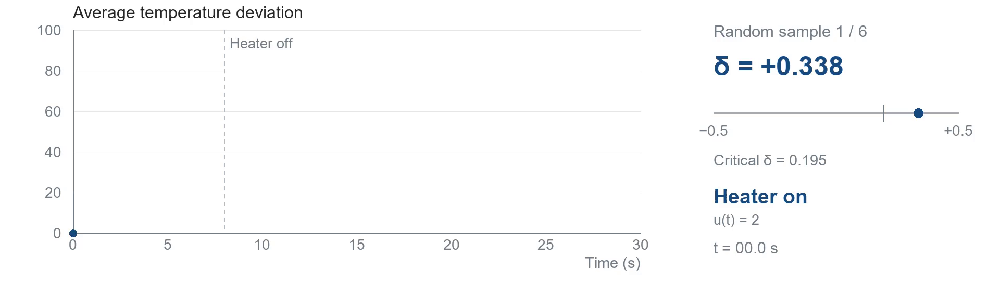 Average temperature deviation
100
80
60
40
20
0
Heater off
0 5 10 15 20 25 30
Time (s)
Random sample 1 / 6
δ = +0.338
−0.5 +0.5
Critical δ = 0.195
Heater on
u(t) = 2
t = 00.0 s